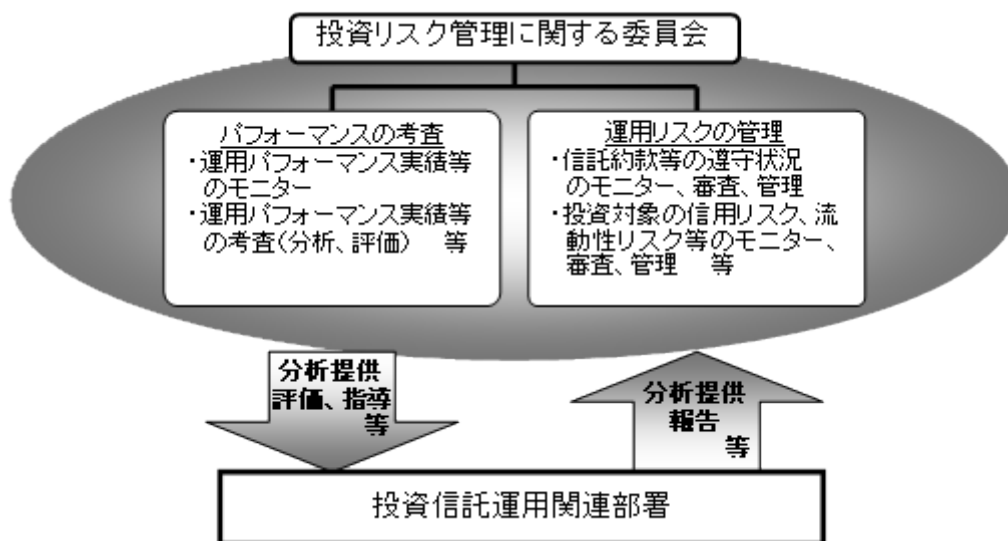 投資リスク管理に関する委員会
パフォーマンスの考査
・運用パフォーマンス実績等
のモニター
・運用パフォーマンス実績等
の考査(分析、評価) 等
運用リスクの管理
・信託約款等の遵守状況
のモニター、審査、管理
・投資対象の信用リスク、流
動性リスク等のモニター、
審査、管理 等
分析提供
評価、指導
等
分析提供
報告
等
投資信託運用関連部署